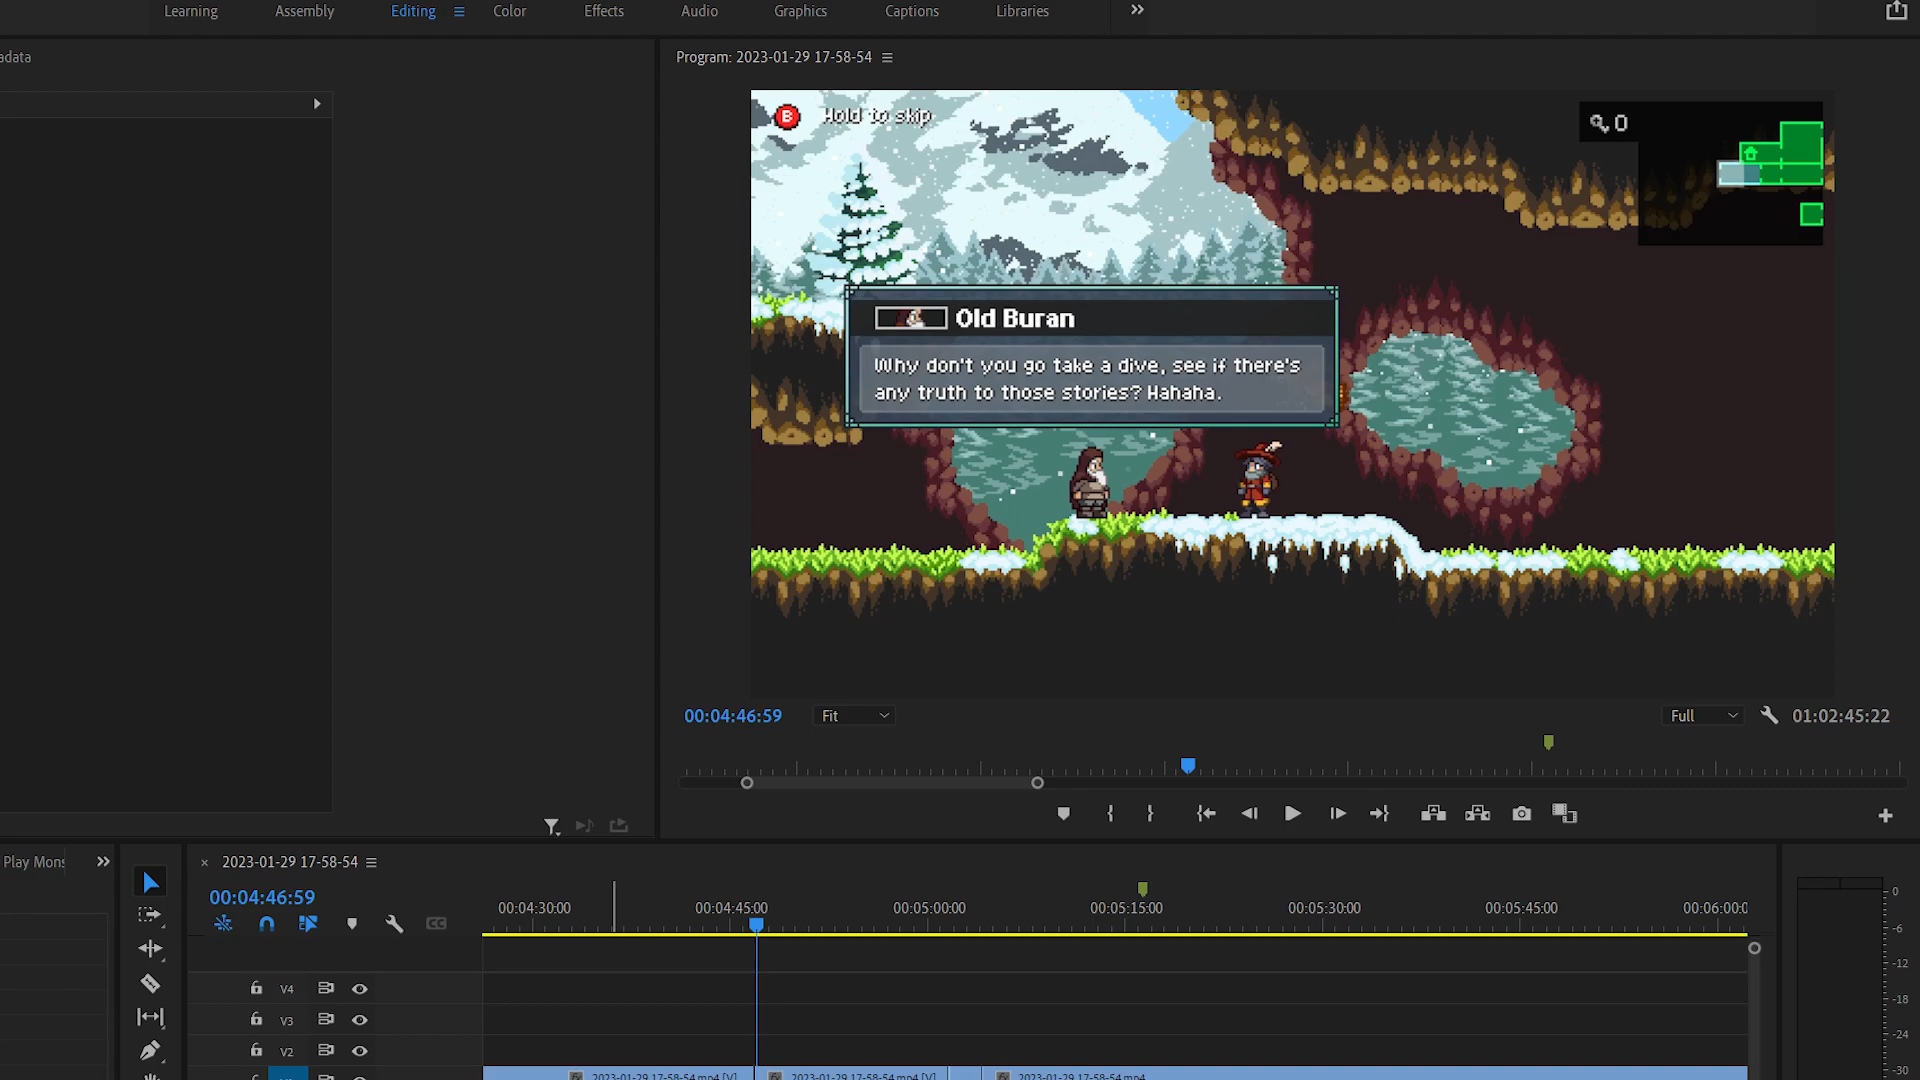 Learning Assembly Editing Color Effects Audio Graphics Captions Libraries
adata
Program: 2023-01-29 17-58-54
B Hold to skip
0
Old Buran
Why don't you go take a dive, see if there's
any truth to those stories? Hahaha.
00:04:46:59 Fit Full 01:02:45:22
Play Mons
2023-01-29 17-58-54
00:04:46:59
00:04:30:00 00:04:45:00 00:05:00:00 00:05:15:00 00:05:30:00 00:05:45:00 00:06:00:0
V4
V3
V2
2023-01-29 17-58-54.mp4 [V] 2023-01-29 17-58-54.mp4 [V] 2023-01-29 17-58-54.mp4
0
-6
-12
-18
-24
-30